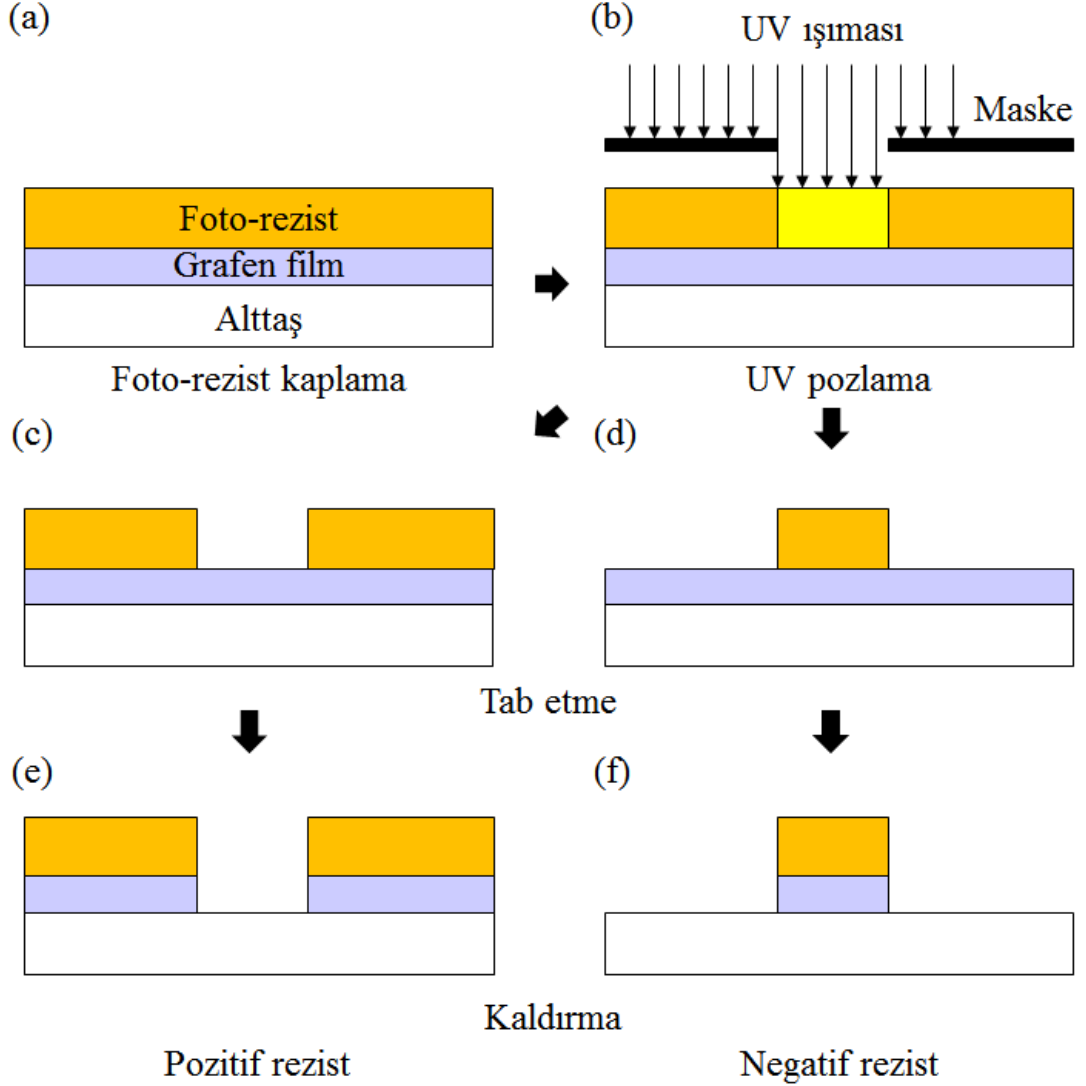 (a)
Foto-rezist
Grafen film
Alttaş
Foto-rezist kaplama
(b)
UV ışıması
Maske
UV pozlama
(c)
(d)
Tab etme
(e)
(f)
Kaldırma
Pozitif rezist
Negatif rezist